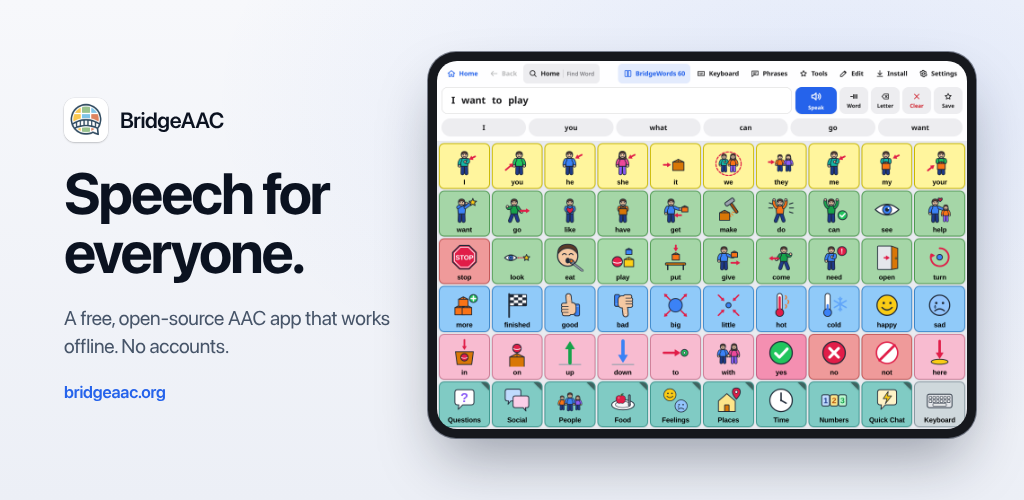 BridgeAAC
Speech for
everyone.
A free, open-source AAC app that works
offline. No accounts.
bridgeaac.org
Home Back Home Find Word BridgeWords 60 Keyboard Phrases Tools Edit Install Settings
I want to play
Speak Word Letter Clear Save
I you what can go want
I you he she it we they me my your
want go like have get make do can see help
STOP
stop look eat play put give come need open turn
more finished good bad big little hot cold happy sad
in on up down to with yes no not here
?
1 2 3
Questions Social People Food Feelings Places Time Numbers Quick Chat Keyboard